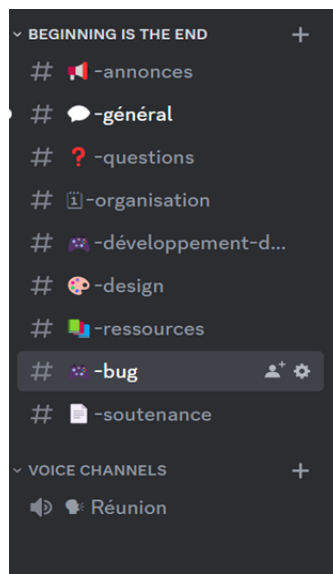 BEGINNING IS THE END
# 📢-annonces
# 💬-général
# ❓-questions
# 🗓-organisation
# 🎮-développement-d...
# 🎨-design
# 📚-ressources
# 🎮-bug
# 📄-soutenance
VOICE CHANNELS
🗣 Réunion